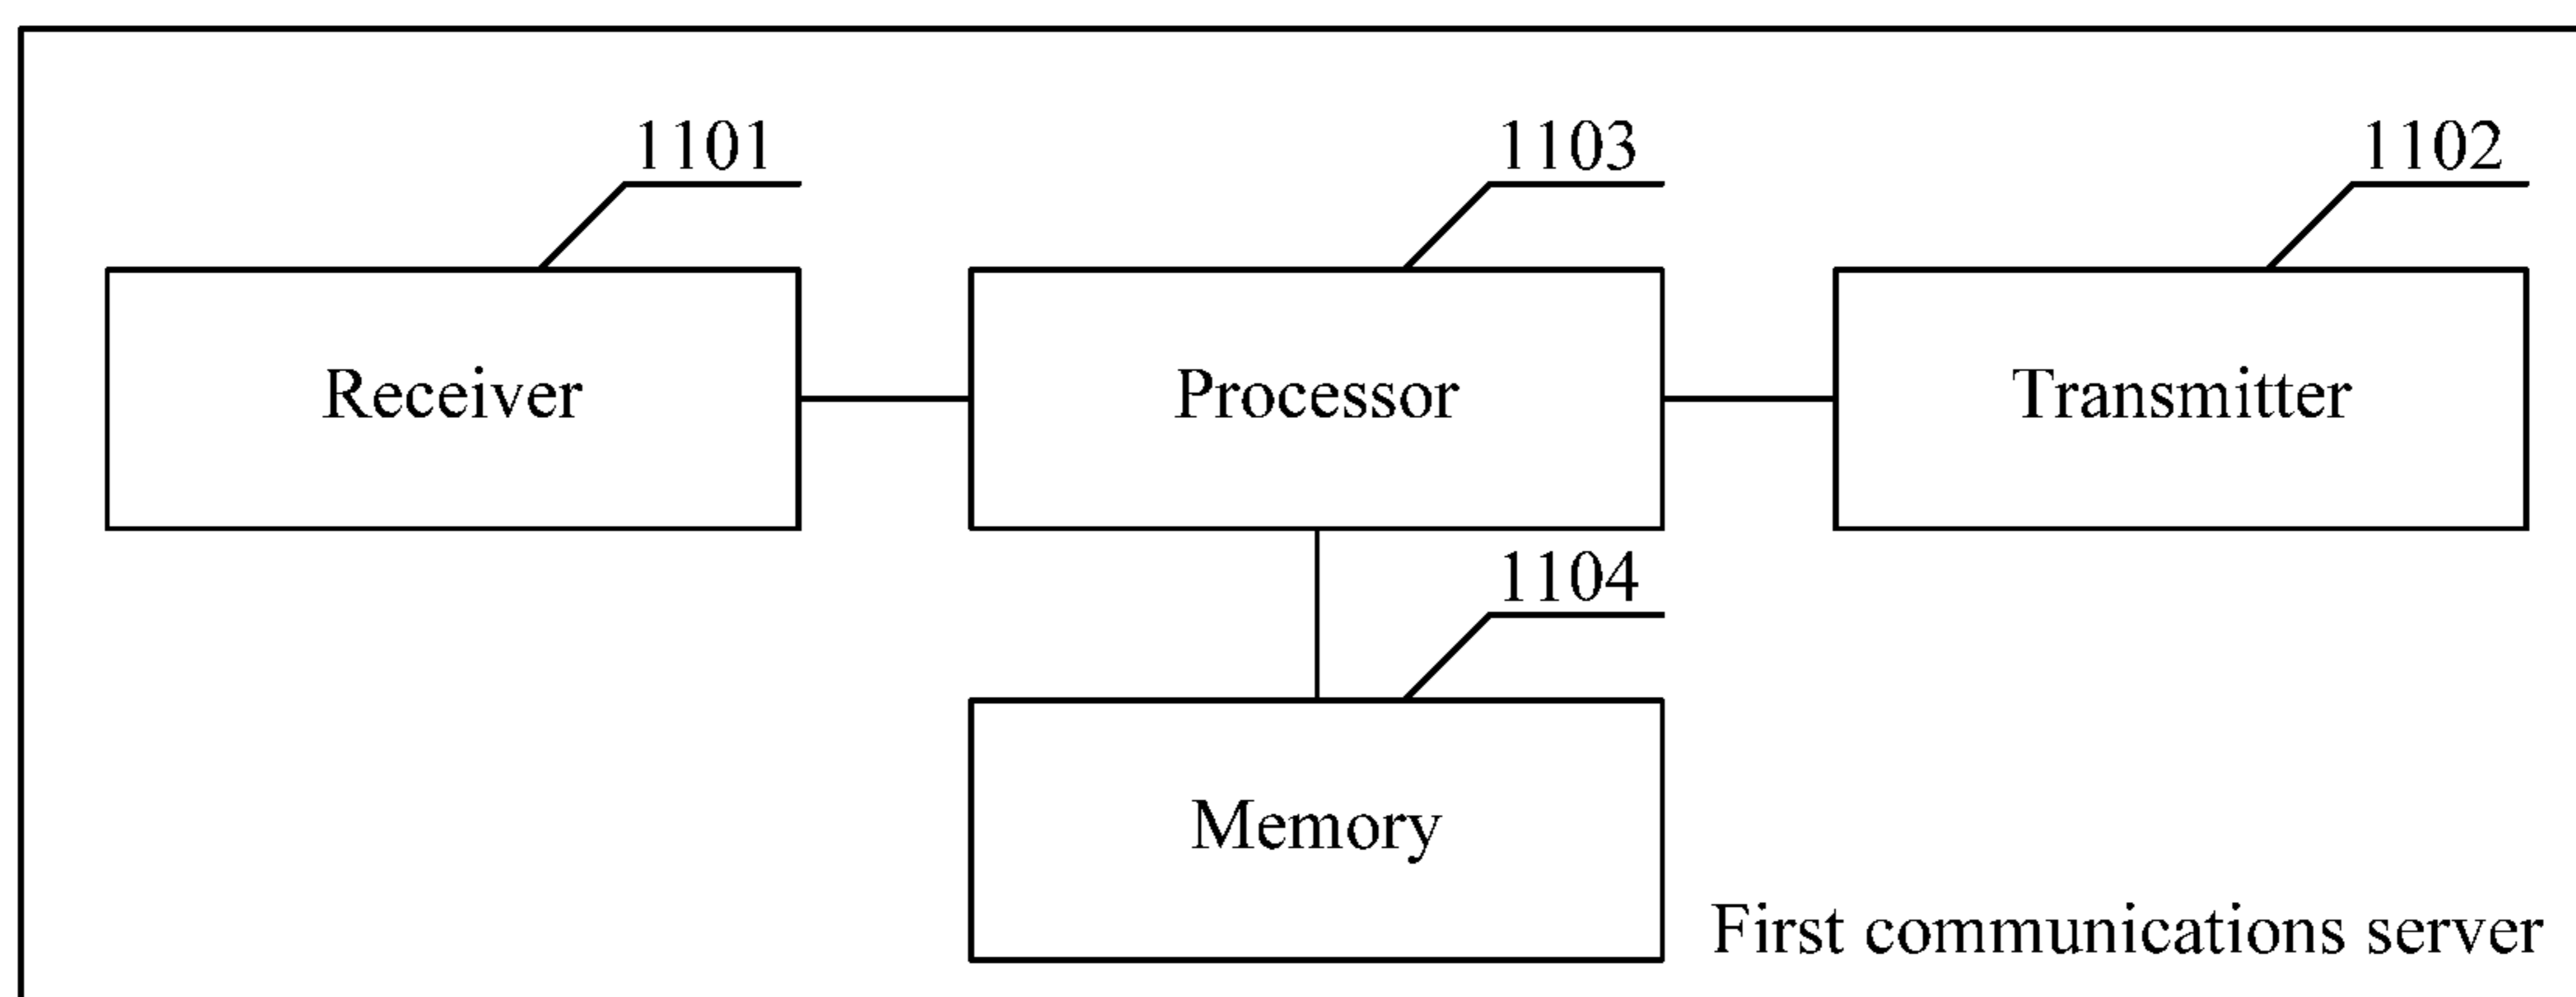 1101
1103
1102
Receiver
Processor
Transmitter
1104
Memory
First communications server